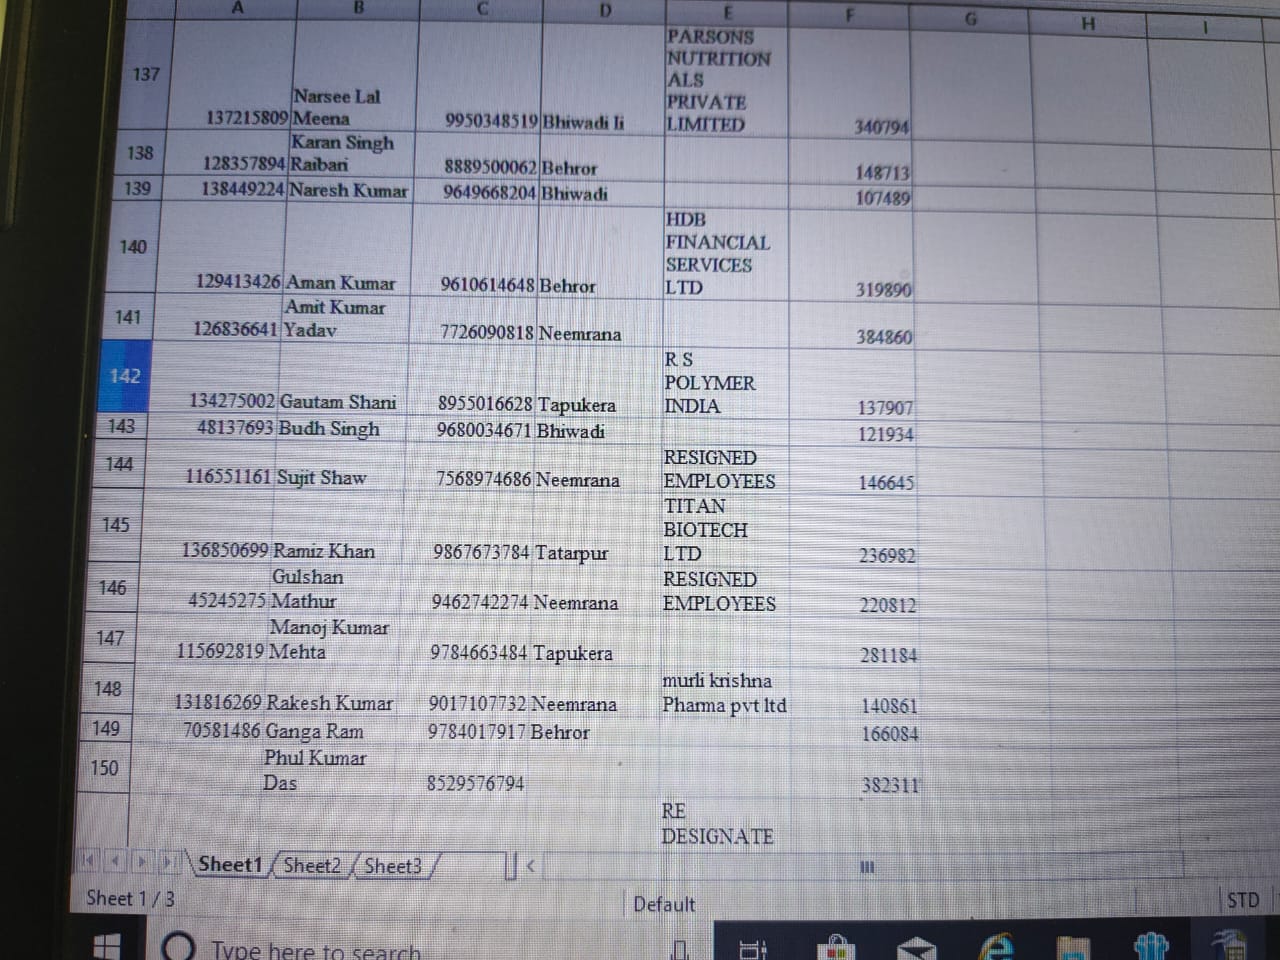 A B C D E F G H I
137 137215809 Narsee Lal Meena 9950348519 Bhiwadi Ii PARSONS NUTRITION ALS PRIVATE LIMITED 340794
138 128357894 Karan Singh Raibari 8889500062 Behror 148713
139 138449224 Naresh Kumar 9649668204 Bhiwadi 107489
140 129413426 Aman Kumar 9610614648 Behror HDB FINANCIAL SERVICES LTD 319890
141 126836641 Amit Kumar Yadav 7726090818 Neemrana 384860
142 134275002 Gautam Shani 8955016628 Tapukera R S POLYMER INDIA 137907
143 48137693 Budh Singh 9680034671 Bhiwadi 121934
144 116551161 Sujit Shaw 7568974686 Neemrana RESIGNED EMPLOYEES 146645
145 136850699 Ramiz Khan 9867673784 Tatarpur TITAN BIOTECH LTD 236982
146 45245275 Gulshan Mathur 9462742274 Neemrana RESIGNED EMPLOYEES 220812
147 115692819 Manoj Kumar Mehta 9784663484 Tapukera 281184
148 131816269 Rakesh Kumar 9017107732 Neemrana murli krishna Pharma pvt ltd 140861
149 70581486 Ganga Ram 9784017917 Behror 166084
150 Phul Kumar Das 8529576794 382311
RE DESIGNATE
Sheet1 Sheet2 Sheet3
Sheet 1 / 3 Default STD
Type here to search